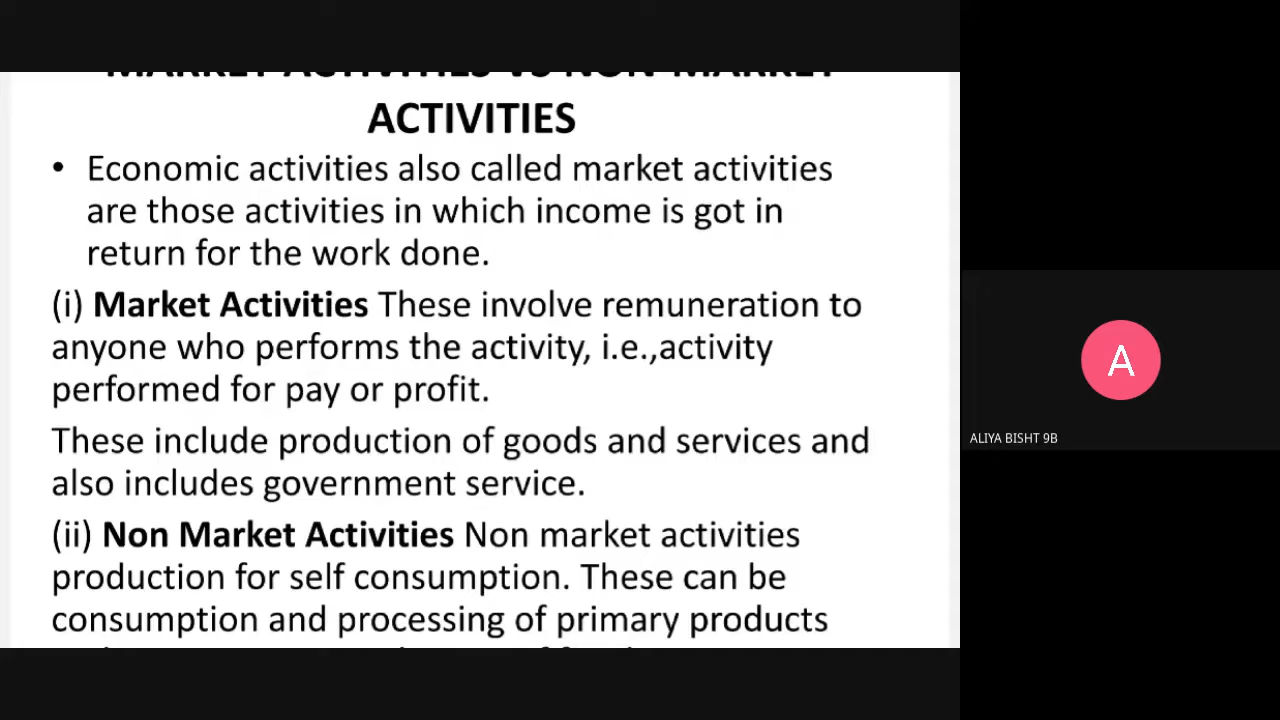 MARKET ACTIVITIES VS NON-MARKET
ACTIVITIES
• Economic activities also called market activities
are those activities in which income is got in
return for the work done.
(i) Market Activities These involve remuneration to
anyone who performs the activity, i.e.,activity
performed for pay or profit.
These include production of goods and services and
also includes government service.
(ii) Non Market Activities Non market activities
production for self consumption. These can be
consumption and processing of primary products
A
ALIYA BISHT 9B